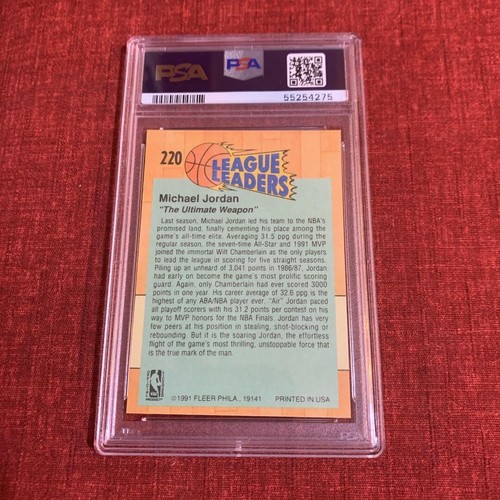 PSA
PSA
55254275
220
LEAGUE
LEADERS
Michael Jordan
"The Ultimate Weapon"
Last season, Michael Jordan led his team to the NBA's
promised land, finally cementing his place among the
game's all-time elite. Averaging 31.5 ppg during the
regular season, the seven-time All-Star and 1991 MVP
joined the immortal Wilt Chamberlain as the only players
to lead the league in scoring for five straight seasons.
Piling up an unheard of 3,041 points in 1986/87, Jordan
had early on become the game's most prolific scoring
guard. Again, only Chamberlain had ever scored 3000
points in one year. His career average of 32.6 ppg is the
highest of any ABA/NBA player ever. "Air" Jordan paced
all playoff scorers with his 31.2 points per contest on his
way to MVP honors for the NBA Finals. Jordan has very
few peers at his position in stealing, shot-blocking or
rebounding. But it is the soaring Jordan, the effortless
flight of the game's most thrilling, unstoppable force that
is the true mark of the man.
©1991 FLEER PHILA., 19141 PRINTED IN USA